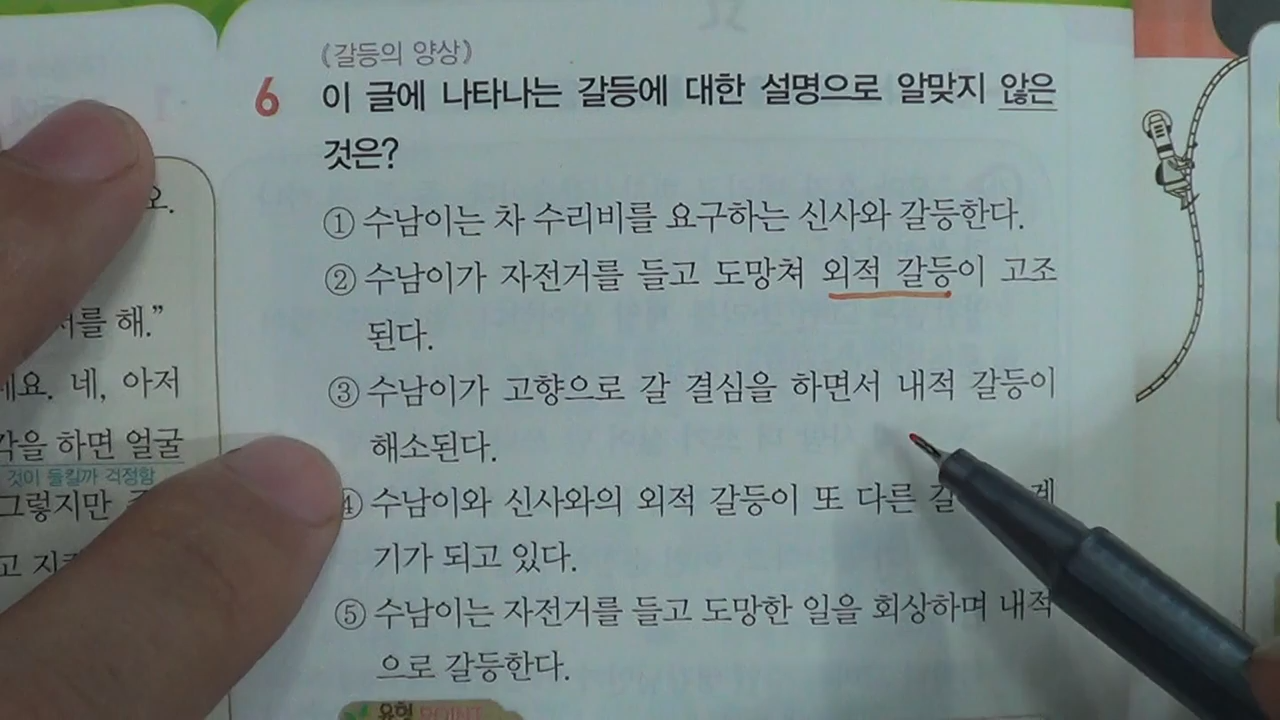 《갈등의 양상》
6 이 글에 나타나는 갈등에 대한 설명으로 알맞지 않은
것은?
① 수남이는 차 수리비를 요구하는 신사와 갈등한다.
② 수남이가 자전거를 들고 도망쳐 외적 갈등이 고조
된다.
③ 수남이가 고향으로 갈 결심을 하면서 내적 갈등이
해소된다.
④ 수남이와 신사와의 외적 갈등이 또 다른 계
기가 되고 있다.
⑤ 수남이는 자전거를 들고 도망한 일을 회상하며 내적
으로 갈등한다.
유형
요.
를 해.”
네, 아저
하면 얼굴
것이 들킬까 걱정함
그렇지만
고